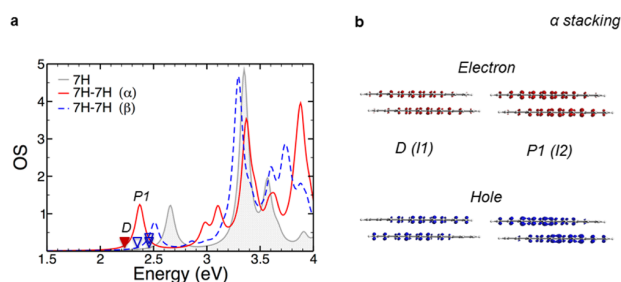 a
b
α stacking
7H
7H-7H (α)
7H-7H (β)
OS
5
4
3
2
1
D
P1
1.5 2 2.5 3 3.5 4
Energy (eV)
Electron
D (I1) P1 (I2)
Hole